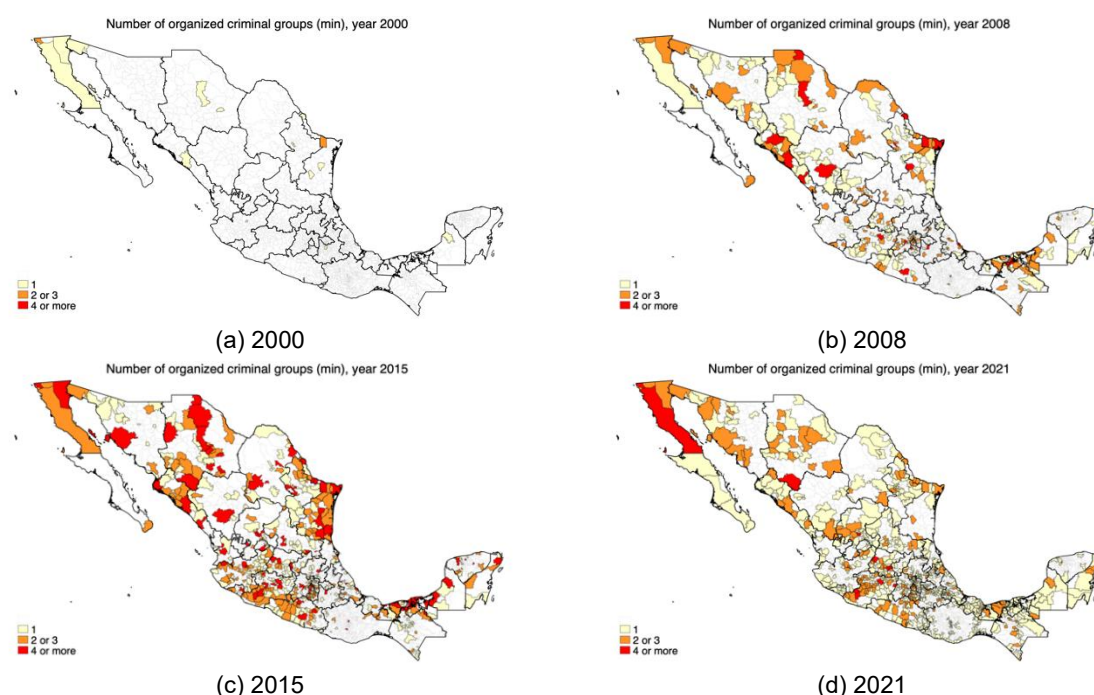 Number of organized criminal groups (min), year 2000
1
2 or 3
4 or more
(a) 2000
Number of organized criminal groups (min), year 2008
1
2 or 3
4 or more
(b) 2008
Number of organized criminal groups (min), year 2015
1
2 or 3
4 or more
(c) 2015
Number of organized criminal groups (min), year 2021
1
2 or 3
4 or more
(d) 2021